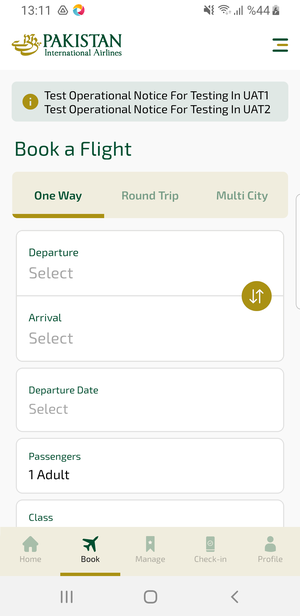 13:11
%44
PAKISTAN
International Airlines
Test Operational Notice For Testing In UAT1
Test Operational Notice For Testing In UAT2
Book a Flight
One Way
Round Trip
Multi City
Departure
Select
Arrival
Select
Departure Date
Select
Passengers
1 Adult
Class
Home
Book
Manage
Check-in
Profile